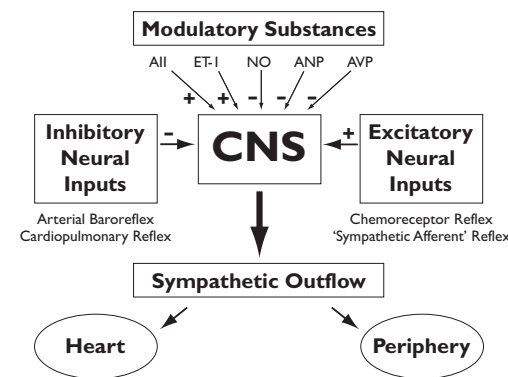 Modulatory Substances
AII ET-1 NO ANP AVP
+ + - - -
Inhibitory
Neural
Inputs
-
CNS
+
Excitatory
Neural
Inputs
Arterial Baroreflex
Cardiopulmonary Reflex
Chemoreceptor Reflex
'Sympathetic Afferent' Reflex
Sympathetic Outflow
Heart
Periphery